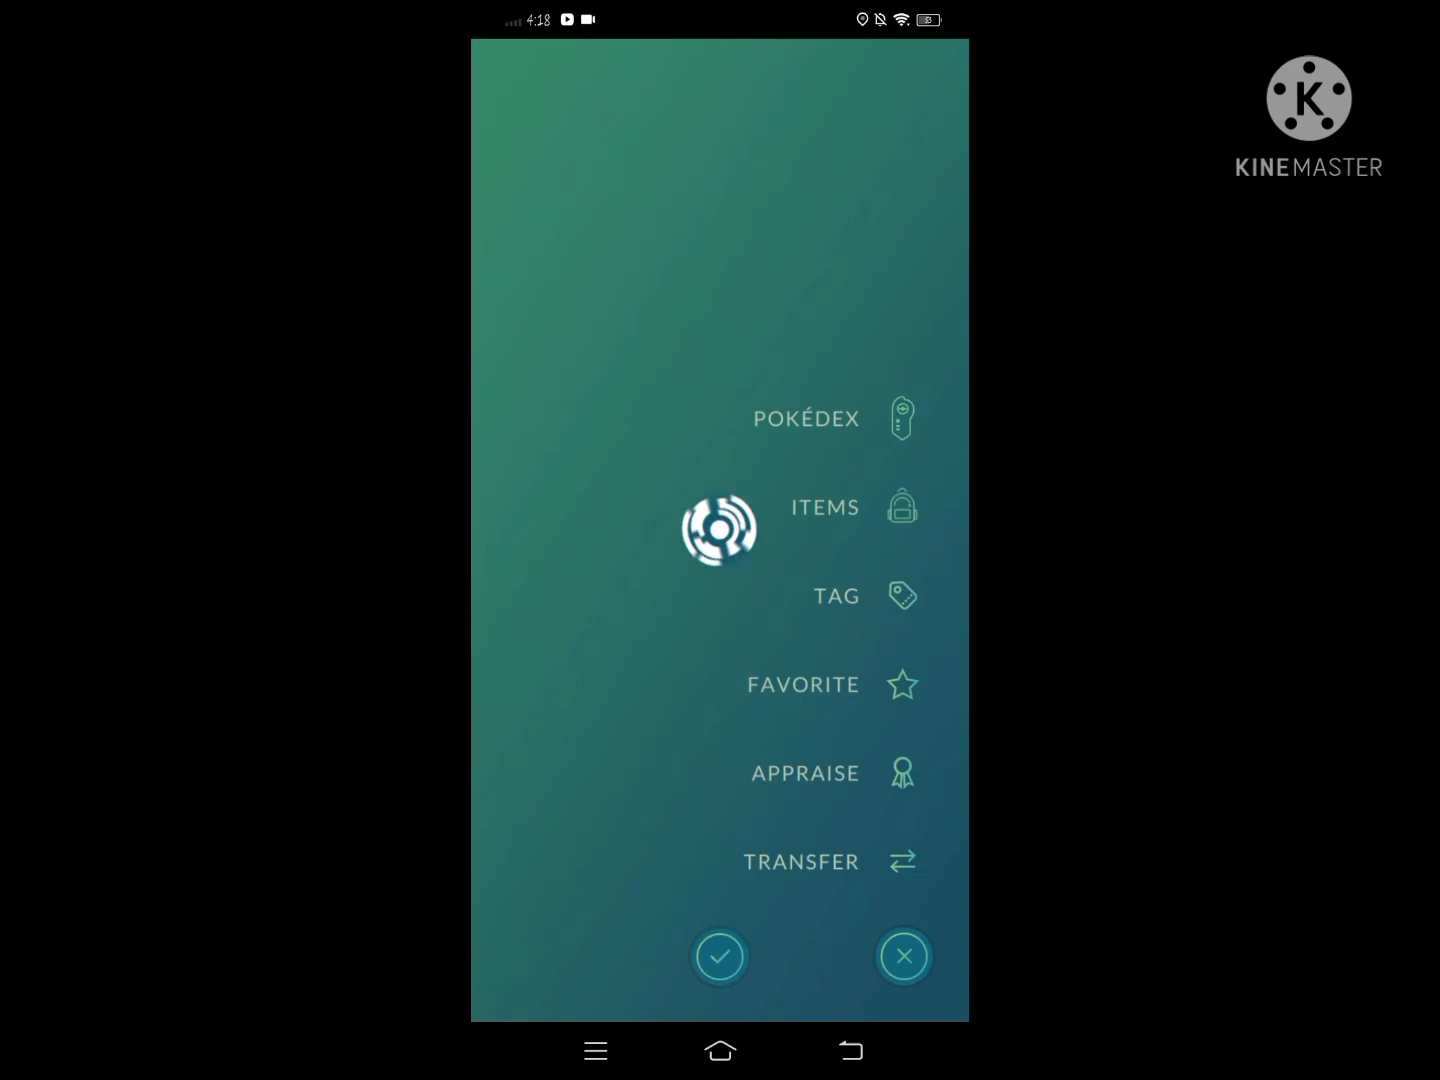 4:18
K
KINEMASTER
POKÉDEX
ITEMS
TAG
FAVORITE
APPRAISE
TRANSFER